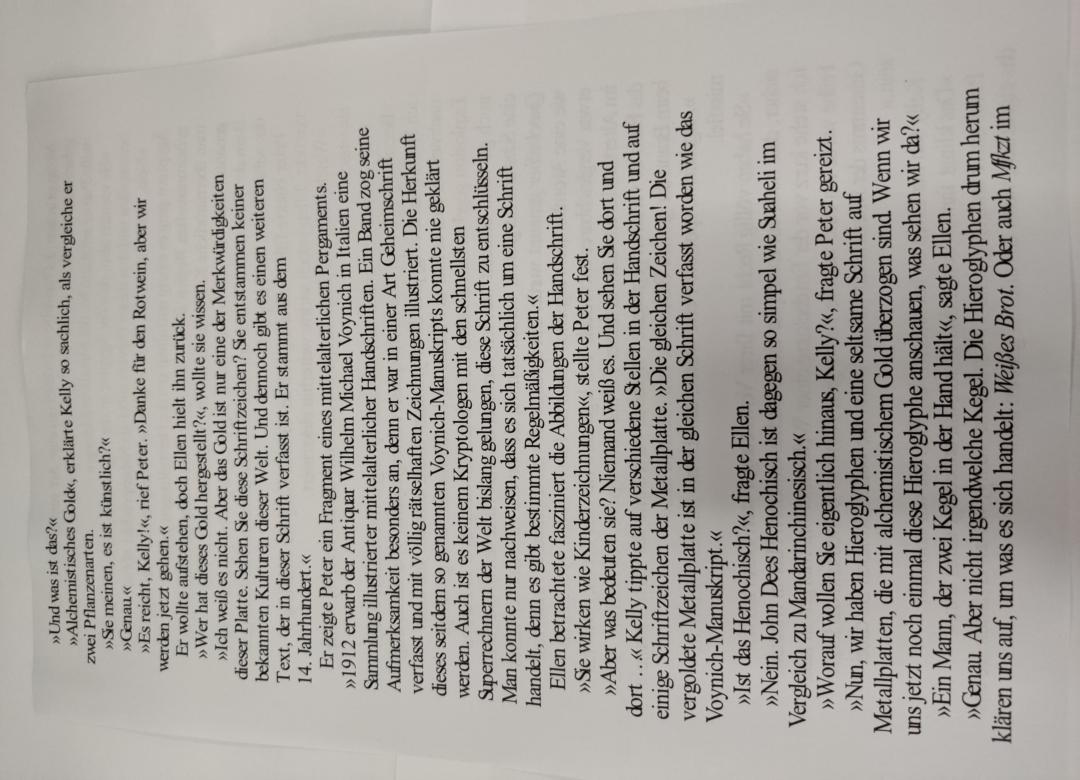 »Und was ist das?«
»Alchemistisches Gold«, erklärte Kelly so sachlich, als vergleiche er
zwei Pflanzenarten.
»Sie meinen, es ist künstlich?«
»Genau.«
»Es reicht, Kelly!«, rief Peter. »Danke für den Rotwein, aber wir
werden jetzt gehen.«
Er wollte aufstehen, doch Ellen hielt ihn zurück.
»Wer hat dieses Gold hergestellt?«, wollte sie wissen.
»Ich weiß es nicht. Aber das Gold ist nur eine der Merkwürdigkeiten
dieser Platte. Sehen Sie diese Schriftzeichen? Sie entstammen keiner
bekannten Kulturen dieser Welt. Und dennoch gibt es einen weiteren
Text, der in dieser Schrift verfasst ist. Er stammt aus dem
14. Jahrhundert.«
Er zeigte Peter ein Fragment eines mittelalterlichen Pergaments.
»1912 erwarb der Antiquar Wilhelm Michael Voynich in Italien eine
Sammlung illustrierter mittelalterlicher Handschriften. Ein Band zog seine
Aufmerksamkeit besonders an, denn er war in einer Art Geheimschrift
verfasst und mit völlig rätselhaften Zeichnungen illustriert. Die Herkunft
dieses seitdem so genannten Voynich-Manuskripts konnte nie geklärt
werden. Auch ist es keinem Kryptologen mit den schnellsten
Superrechnern der Welt bislang gelungen, diese Schrift zu entschlüsseln.
Man konnte nur nachweisen, dass es sich tatsächlich um eine Schrift
handelt, denn es gibt bestimmte Regelmäßigkeiten.«
Ellen betrachtete fasziniert die Abbildungen der Handschrift.
»Sie wirken wie Kinderzeichnungen«, stellte Peter fest.
»Aber was bedeuten sie? Niemand weiß es. Und sehen Sie dort und
dort …« Kelly tippte auf verschiedene Stellen in der Handschrift und auf
einige Schriftzeichen der Metallplatte. »Die gleichen Zeichen! Die
vergoldete Metallplatte ist in der gleichen Schrift verfasst worden wie das
Voynich-Manuskript.«
»Ist das Henochisch?«, fragte Ellen.
»Nein. John Dees Henochisch ist dagegen so simpel wie Suaheli im
Vergleich zu Mandarinchinesisch.«
»Worauf wollen Sie eigentlich hinaus, Kelly?«, fragte Peter gereizt.
»Nun, wir haben Hieroglyphen und eine seltsame Schrift auf
Metallplatten, die mit alchemistischem Gold überzogen sind. Wenn wir
uns jetzt noch einmal diese Hieroglyphe anschauen, was sehen wir da?«
»Ein Mann, der zwei Kegel in der Hand hält«, sagte Ellen.
»Genau. Aber nicht irgendwelche Kegel. Die Hieroglyphen drum herum
klären uns auf, um was es sich handelt: Weißes Brot. Oder auch Mfkzt im